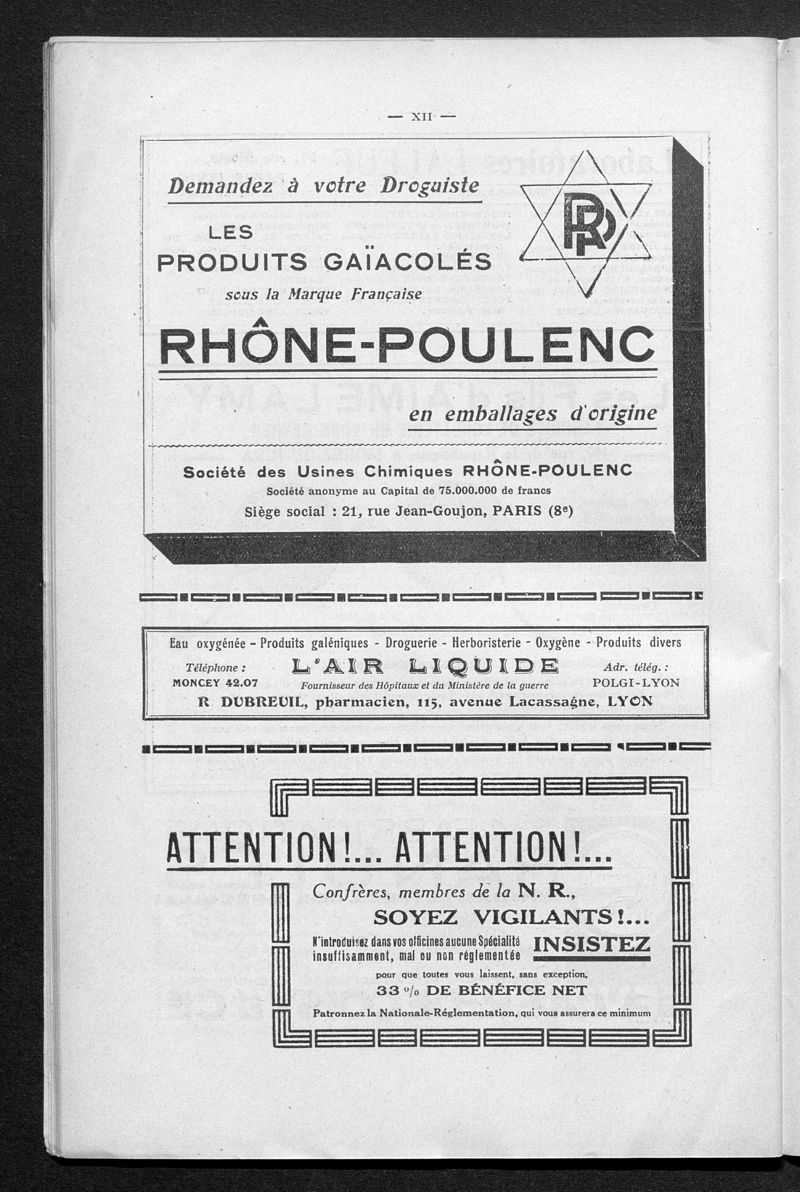 — XII —
Demandez à votre Droguiste
LES
PRODUITS GAÏACOLÉS
sous la Marque Française
RHÔNE-POULENC
en emballages d'origine
Société des Usines Chimiques RHÔNE-POULENC
Société anonyme au Capital de 75.000.000 de francs
Siège social : 21, rue Jean-Goujon, PARIS (8e)
Eau oxygénée - Produits galéniques - Droguerie - Herboristerie - Oxygène - Produits divers
Téléphone :
MONCEY 42.07
L'AIR LIQUIDE
Fournisseur des Hôpitaux et du Ministère de la guerre
Adr. télég. :
POLGI-LYON
R DUBREUIL, pharmacien, 115, avenue Lacassagne, LYON
ATTENTION!... ATTENTION!...
Confrères, membres de la N. R.,
SOYEZ VIGILANTS!...
N'introduisez dans vos officines aucune Spécialité
insuffisamment, mal ou non réglementée
INSISTEZ
pour que toutes vous laissent, sans exception,
33 % DE BÉNÉFICE NET
Patronnez la Nationale-Réglementation, qui vous assurera ce minimum